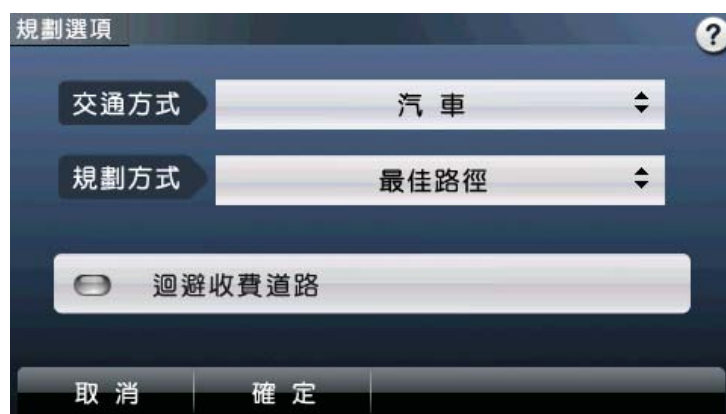 規劃選項
?
交通方式 汽車
規劃方式 最佳路徑
迴避收費道路
取消 確定